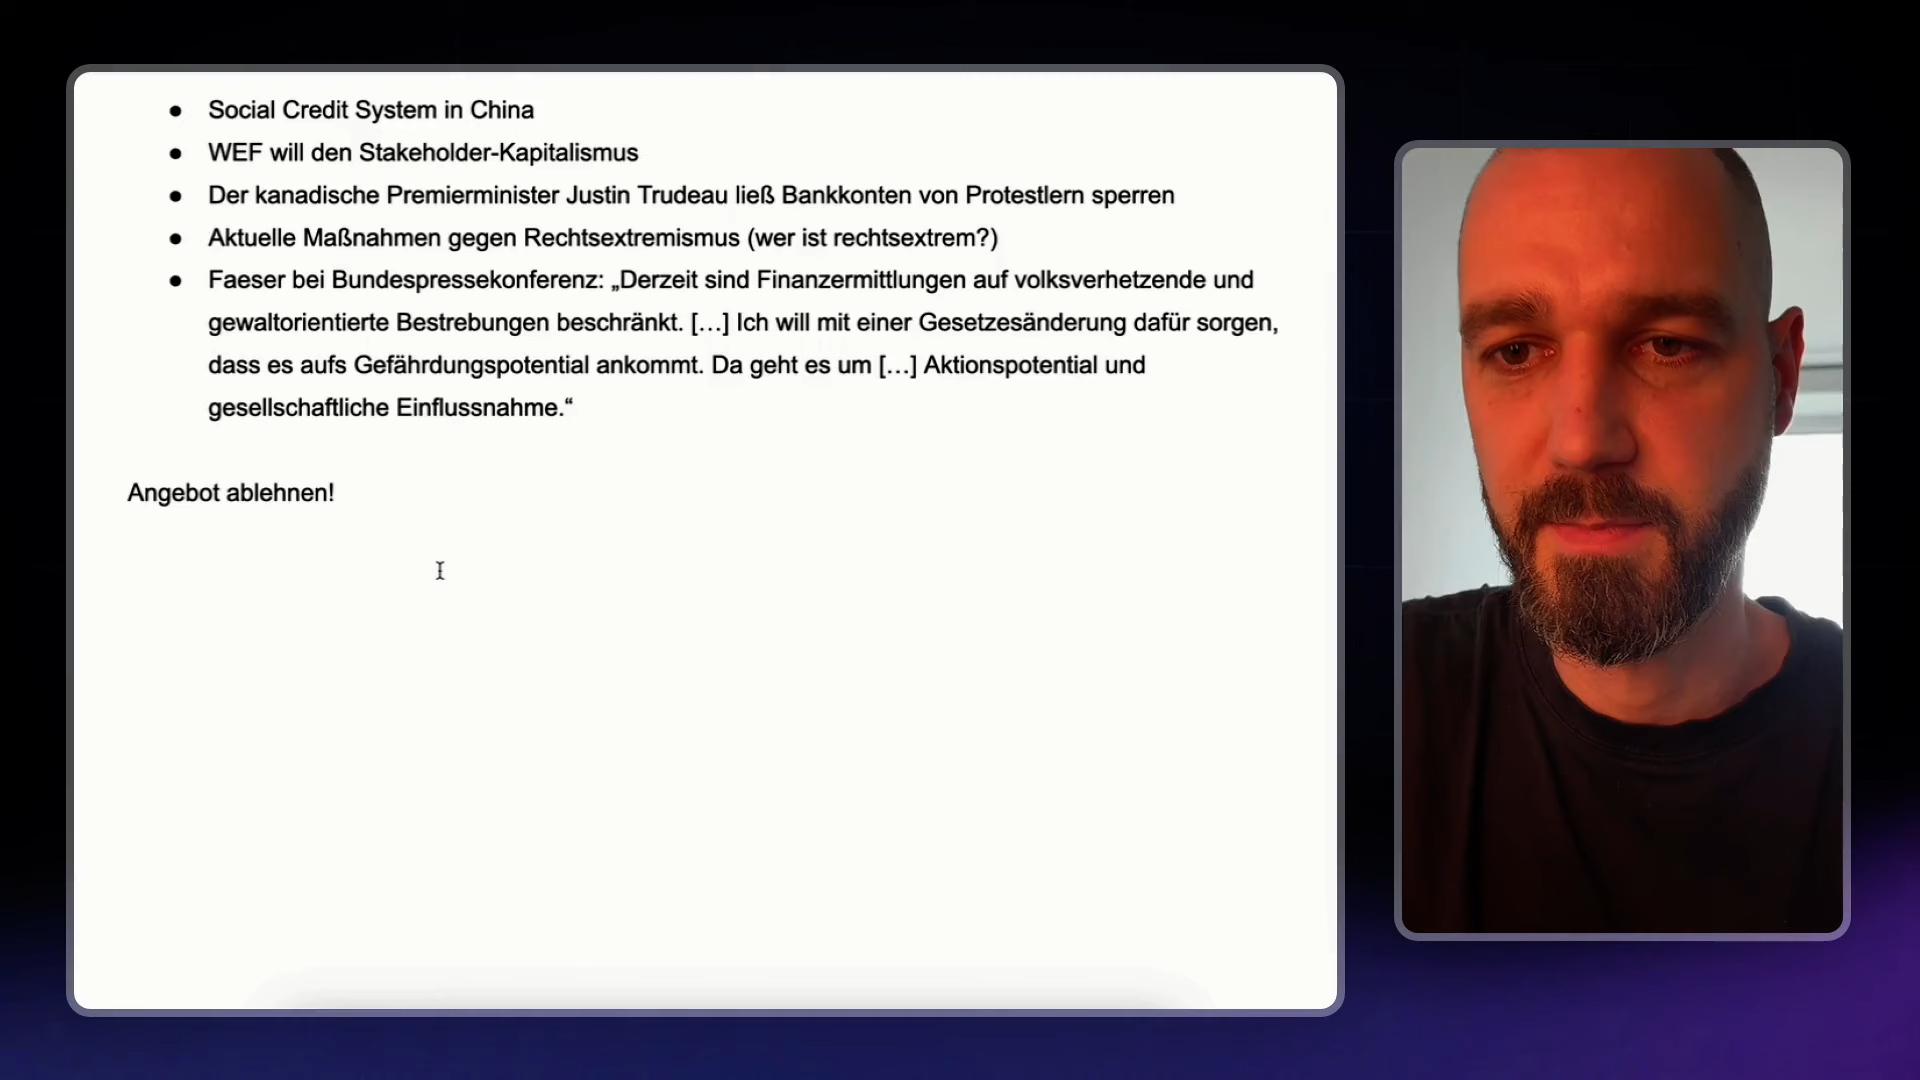 ● Social Credit System in China
● WEF will den Stakeholder-Kapitalismus
● Der kanadische Premierminister Justin Trudeau ließ Bankkonten von Protestlern sperren
● Aktuelle Maßnahmen gegen Rechtsextremismus (wer ist rechtsextrem?)
● Faeser bei Bundespressekonferenz: „Derzeit sind Finanzermittlungen auf volksverhetzende und
gewaltorientierte Bestrebungen beschränkt. […] Ich will mit einer Gesetzesänderung dafür sorgen,
dass es aufs Gefährdungspotential ankommt. Da geht es um […] Aktionspotential und
gesellschaftliche Einflussnahme.“
Angebot ablehnen!